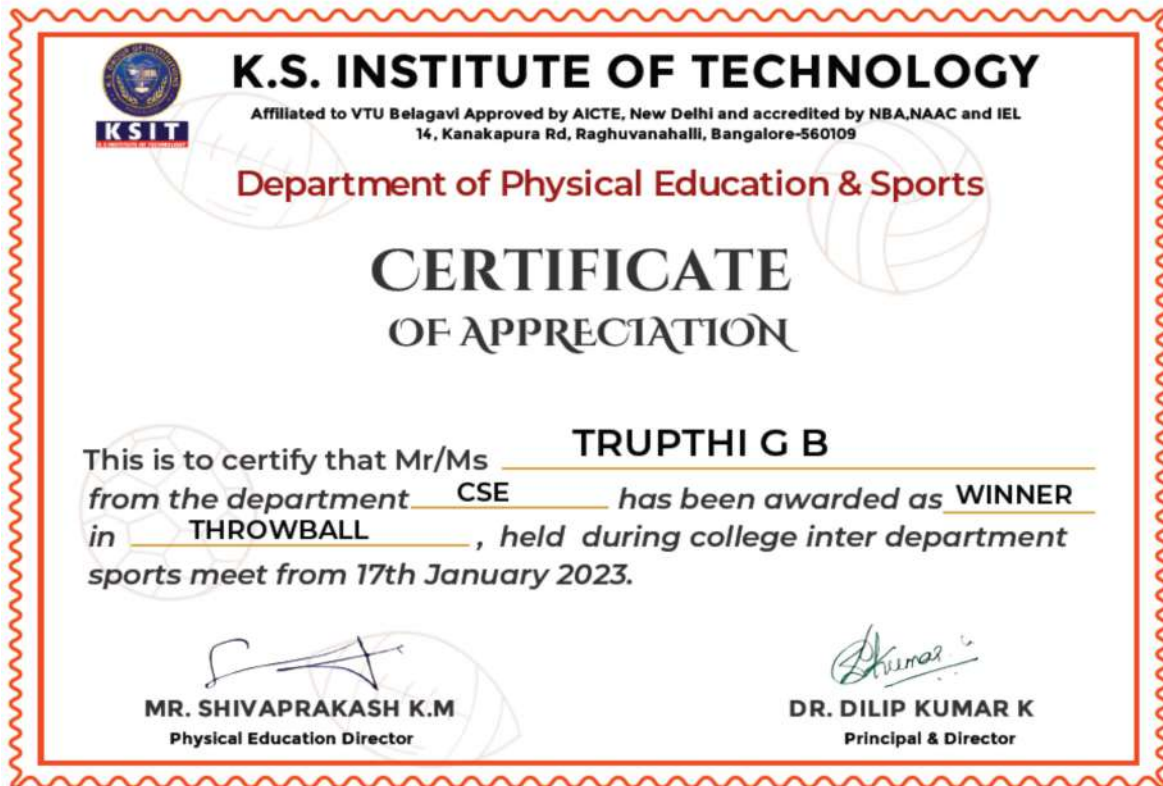 KSIT
K.S INSTITUTE OF TECHNOLOGY
K.S. INSTITUTE OF TECHNOLOGY
Affiliated to VTU Belagavi Approved by AICTE, New Delhi and accredited by NBA,NAAC and IEL
14, Kanakapura Rd, Raghuvanahalli, Bangalore-560109
Department of Physical Education & Sports
CERTIFICATE
OF APPRECIATION
This is to certify that Mr/Ms TRUPTHI G B
from the department CSE has been awarded as WINNER
in THROWBALL , held during college inter department
sports meet from 17th January 2023.
MR. SHIVAPRAKASH K.M
Physical Education Director
DR. DILIP KUMAR K
Principal & Director